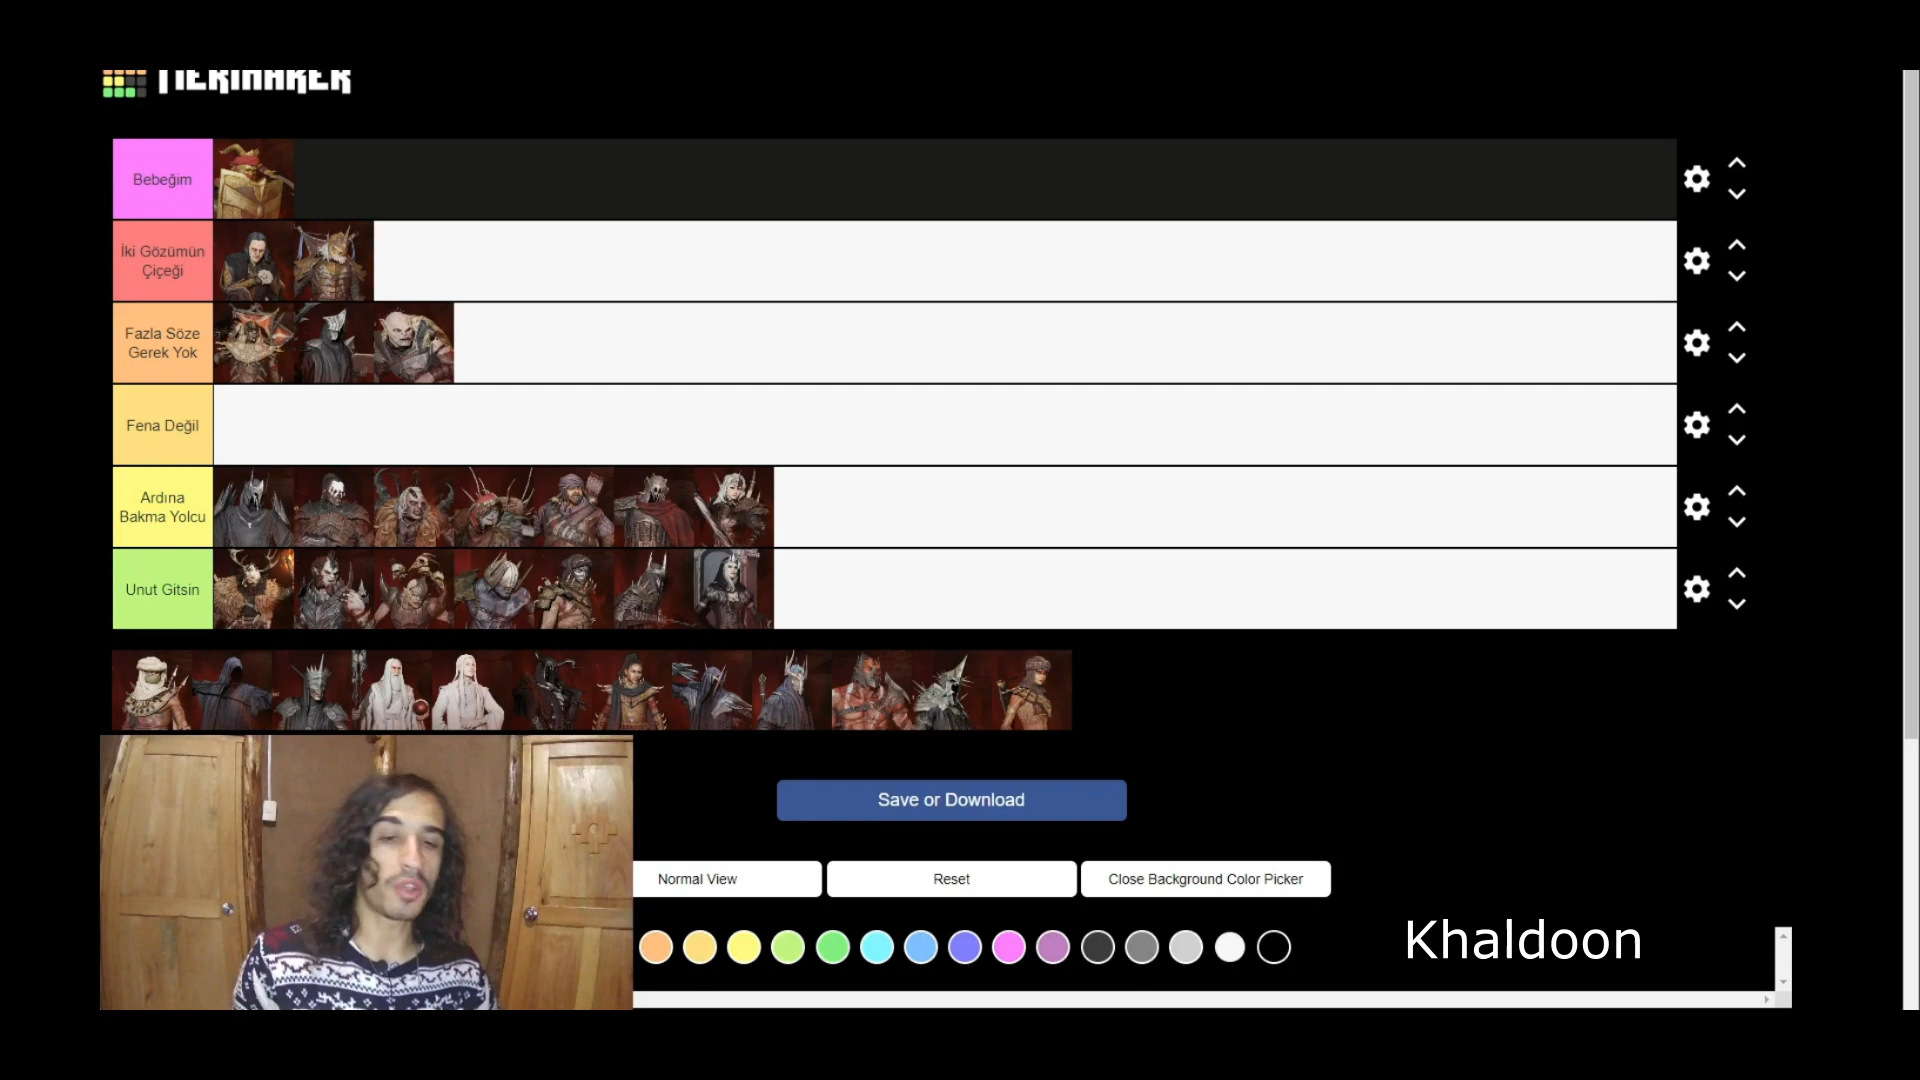 TIERMAKER
Bebeğim
İki Gözümün
Çiçeği
Fazla Söze
Gerek Yok
Fena Değil
Ardına
Bakma Yolcu
Unut Gitsin
Save or Download
Normal View
Reset
Close Background Color Picker
Khaldoon